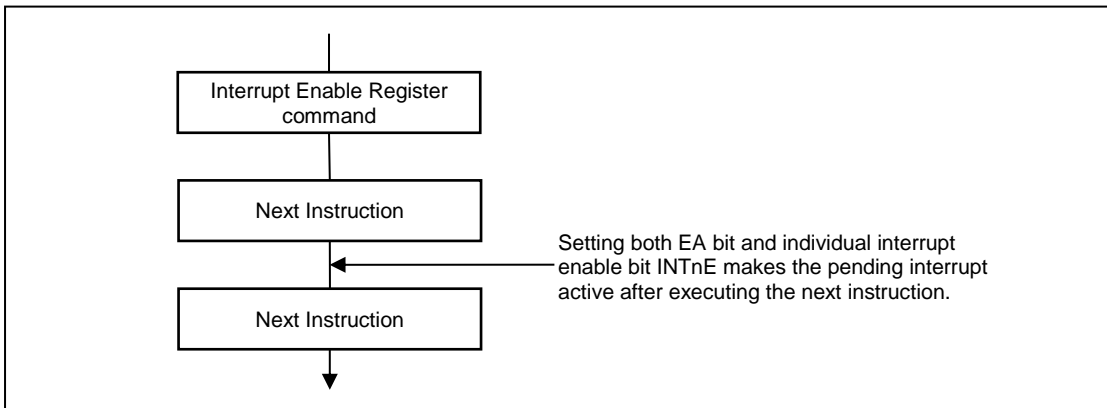 Interrupt Enable Register
command
Next Instruction
Setting both EA bit and individual interrupt
enable bit INTnE makes the pending interrupt
active after executing the next instruction.
Next Instruction